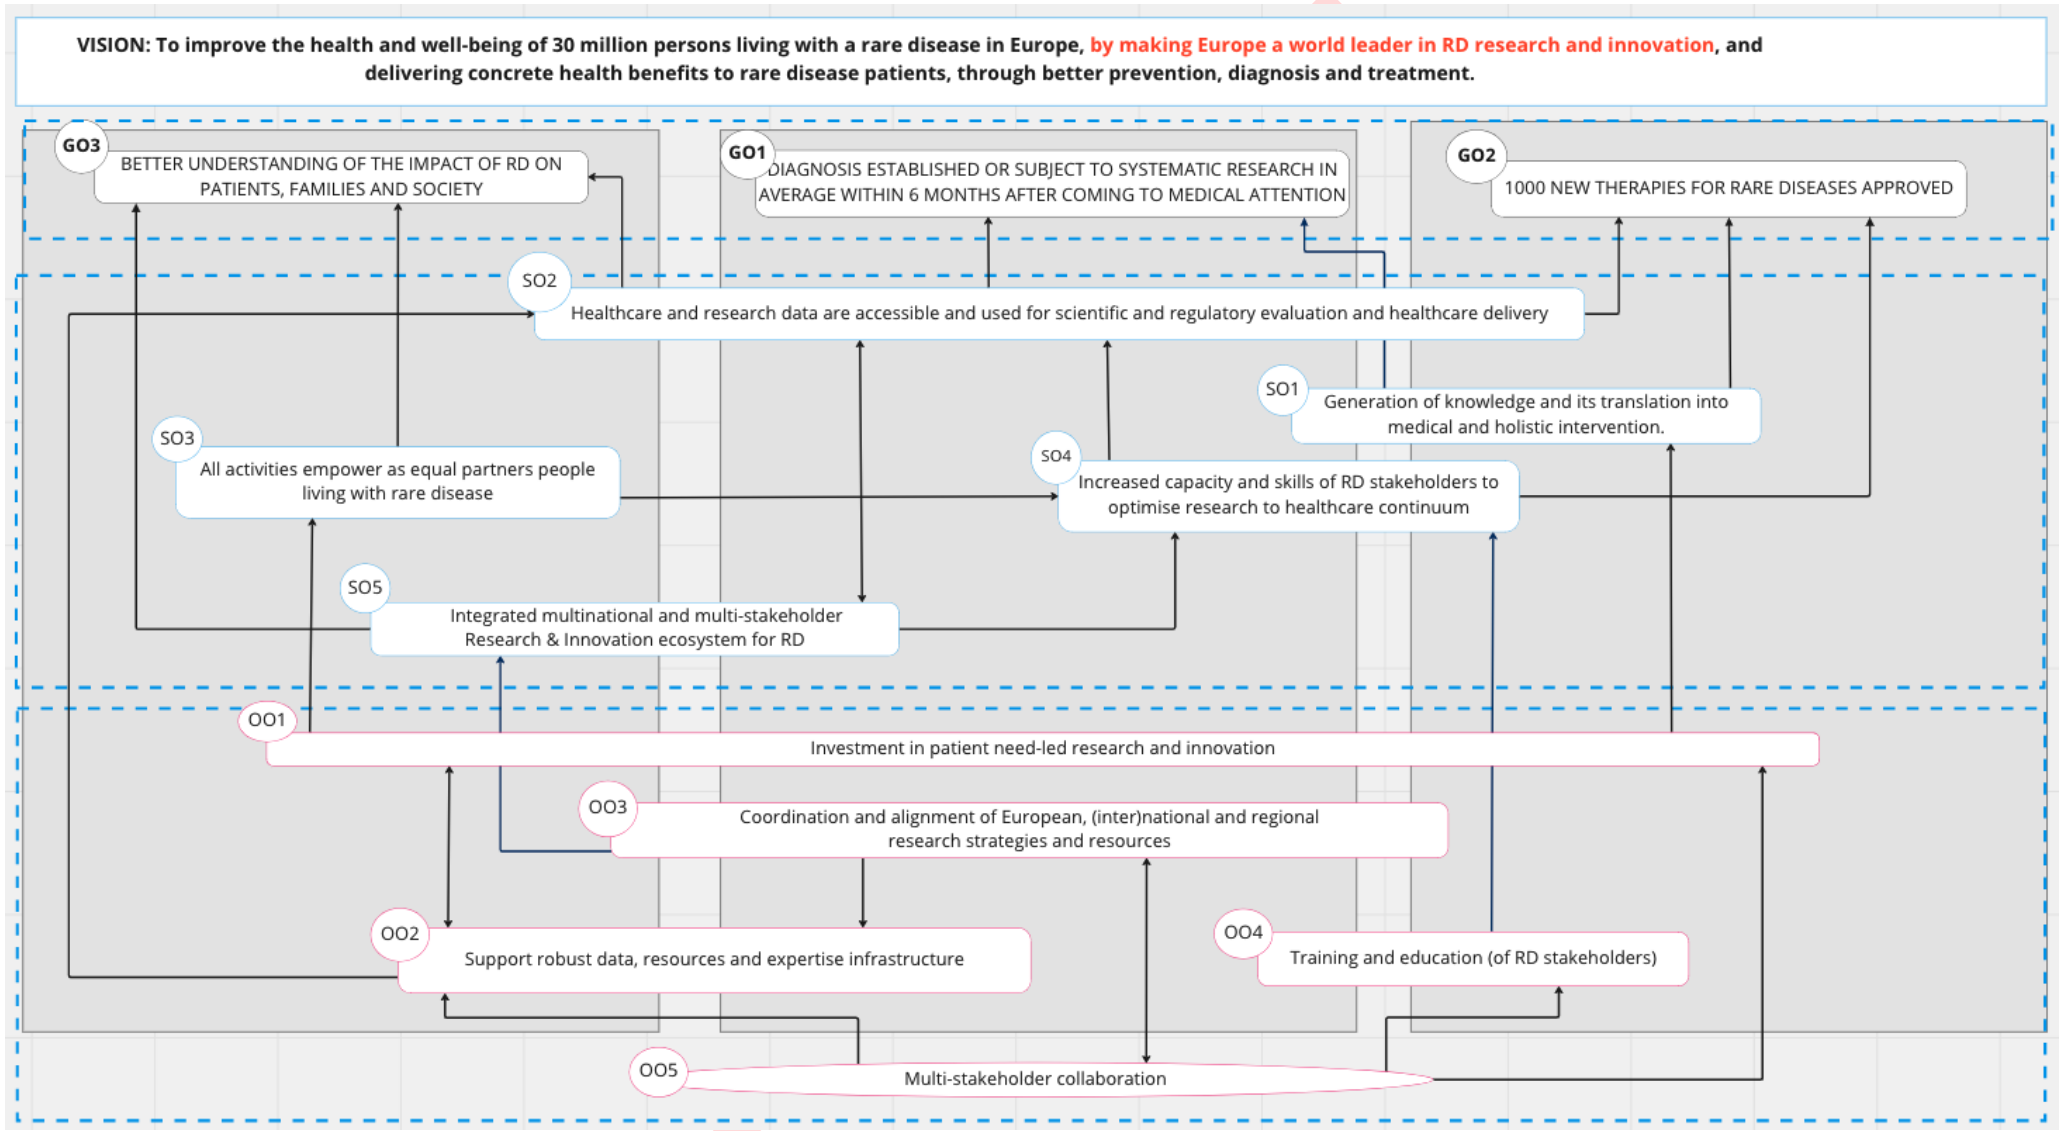 VISION: To improve the health and well-being of 30 million persons living with a rare disease in Europe, by making Europe a world leader in RD research and innovation, and
delivering concrete health benefits to rare disease patients, through better prevention, diagnosis and treatment.
GO3
BETTER UNDERSTANDING OF THE IMPACT OF RD ON
PATIENTS, FAMILIES AND SOCIETY
GO1
DIAGNOSIS ESTABLISHED OR SUBJECT TO SYSTEMATIC RESEARCH IN
AVERAGE WITHIN 6 MONTHS AFTER COMING TO MEDICAL ATTENTION
GO2
1000 NEW THERAPIES FOR RARE DISEASES APPROVED
SO2
Healthcare and research data are accessible and used for scientific and regulatory evaluation and healthcare delivery
SO1
Generation of knowledge and its translation into
medical and holistic intervention.
SO3
All activities empower as equal partners people
living with rare disease
SO4
Increased capacity and skills of RD stakeholders to
optimise research to healthcare continuum
SO5
Integrated multinational and multi-stakeholder
Research & Innovation ecosystem for RD
OO1
Investment in patient need-led research and innovation
OO3
Coordination and alignment of European, (inter)national and regional
research strategies and resources
OO2
Support robust data, resources and expertise infrastructure
OO4
Training and education (of RD stakeholders)
OO5
Multi-stakeholder collaboration